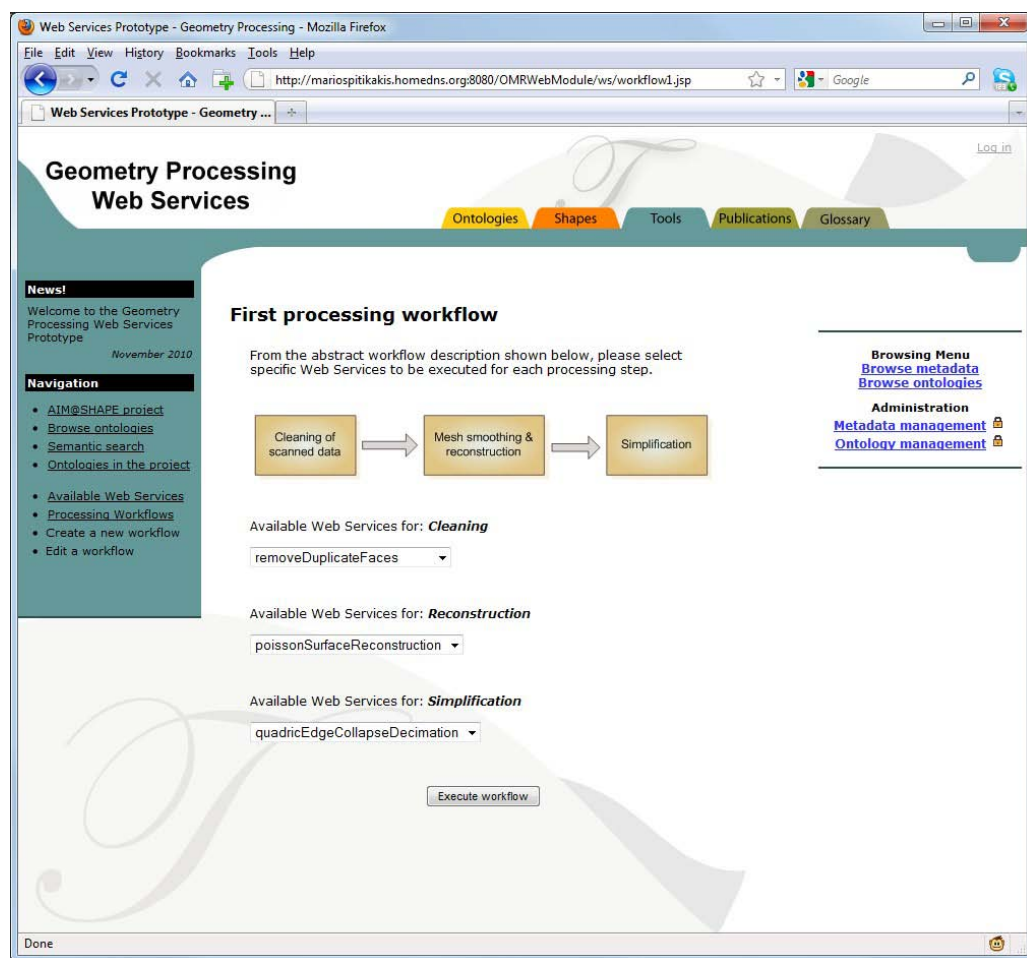 Web Services Prototype - Geometry Processing - Mozilla Firefox
File Edit View History Bookmarks Tools Help
http://mariospitikakis.homedns.org:8080/OMRWebModule/ws/workflow1.jsp
Google
Web Services Prototype - Geometry ...
Log in
Geometry Processing
Web Services
Ontologies
Shapes
Tools
Publications
Glossary
News!
Welcome to the Geometry
Processing Web Services
Prototype
November 2010
Navigation
• AIM@SHAPE project
• Browse ontologies
• Semantic search
• Ontologies in the project
• Available Web Services
• Processing Workflows
• Create a new workflow
• Edit a workflow
First processing workflow
From the abstract workflow description shown below, please select
specific Web Services to be executed for each processing step.
Cleaning of
scanned data
Mesh smoothing &
reconstruction
Simplification
Available Web Services for: Cleaning
removeDuplicateFaces
Available Web Services for: Reconstruction
poissonSurfaceReconstruction
Available Web Services for: Simplification
quadricEdgeCollapseDecimation
Execute workflow
Browsing Menu
Browse metadata
Browse ontologies
Administration
Metadata management
Ontology management
Done